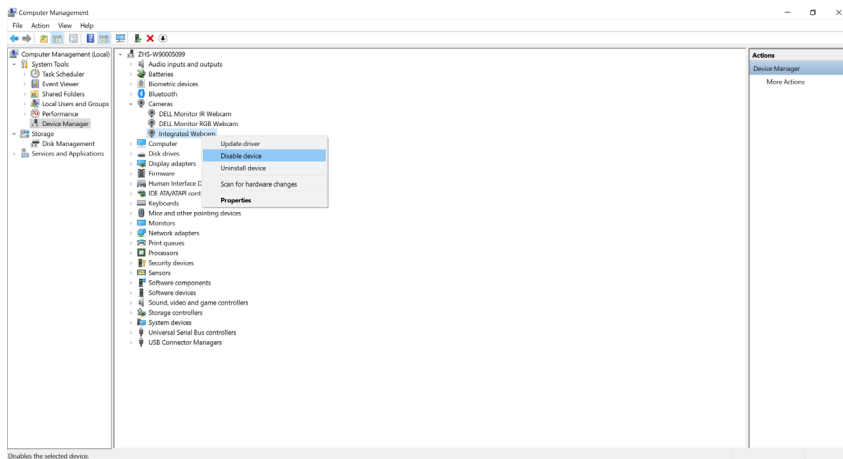 Computer Management
File Action View Help
Computer Management (Local)
System Tools
Task Scheduler
Event Viewer
Shared Folders
Local Users and Groups
Performance
Device Manager
Storage
Disk Management
Services and Applications
ZHS-W90005099
Audio inputs and outputs
Batteries
Biometric devices
Bluetooth
Cameras
DELL Monitor IR Webcam
DELL Monitor RGB Webcam
Integrated Webcam
Computer
Disk drives
Display adapters
Firmware
Human Interface D
IDE ATA/ATAPI cont
Keyboards
Mice and other pointing devices
Monitors
Network adapters
Print queues
Processors
Security devices
Sensors
Software components
Software devices
Sound, video and game controllers
Storage controllers
System devices
Universal Serial Bus controllers
USB Connector Managers
Update driver
Disable device
Uninstall device
Scan for hardware changes
Properties
Actions
Device Manager
More Actions
Disables the selected device.